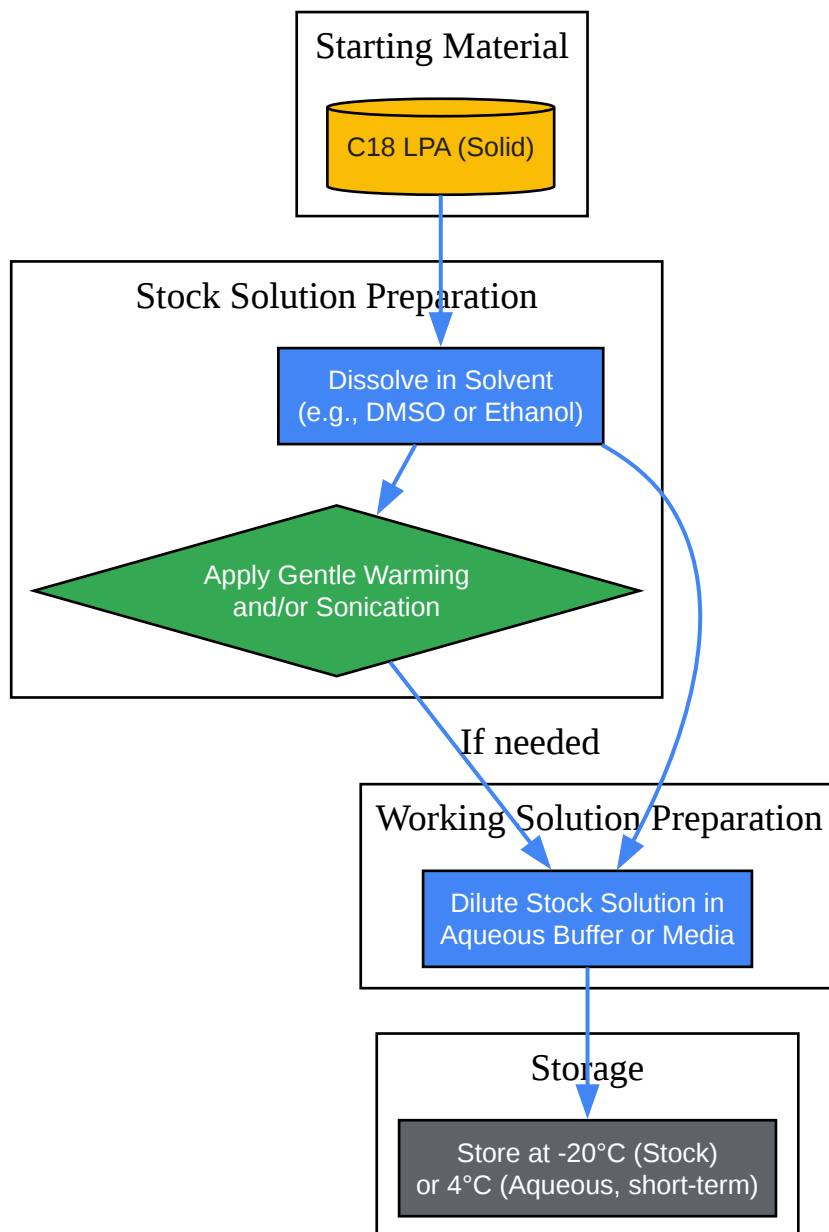 Starting Material
C18 LPA (Solid)
Stock Solution Preparation
Dissolve in Solvent
(e.g., DMSO or Ethanol)
Apply Gentle Warming
and/or Sonication
If needed
Working Solution Preparation
Dilute Stock Solution in
Aqueous Buffer or Media
Storage
Store at -20°C (Stock)
or 4°C (Aqueous, short-term)